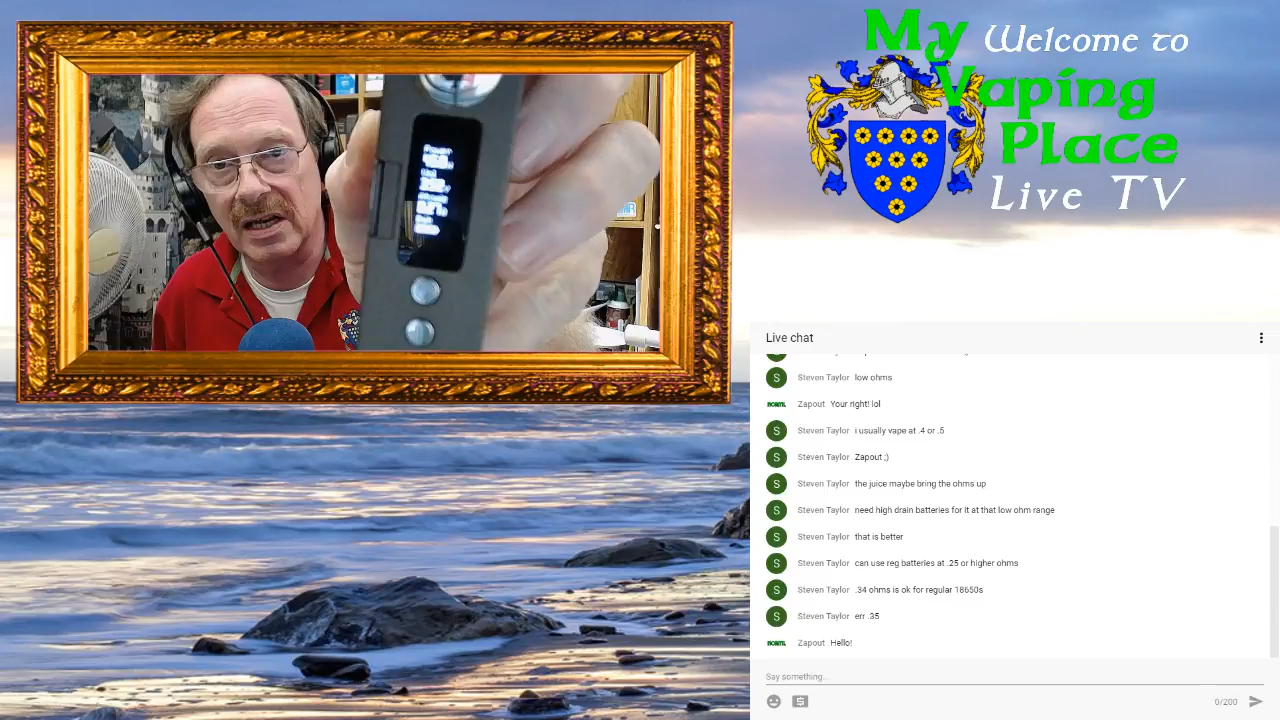 My Welcome to
Vaping
Place
Live TV
Live chat
S Steven Taylor low ohms
Zapout Your right! lol
S Steven Taylor i usually vape at .4 or .5
S Steven Taylor Zapout ;)
S Steven Taylor the juice maybe bring the ohms up
S Steven Taylor need high drain batteries for it at that low ohm range
S Steven Taylor that is better
S Steven Taylor can use reg batteries at .25 or higher ohms
S Steven Taylor .34 ohms is ok for regular 18650s
S Steven Taylor err .35
Zapout Hello!
Say something...
0/200